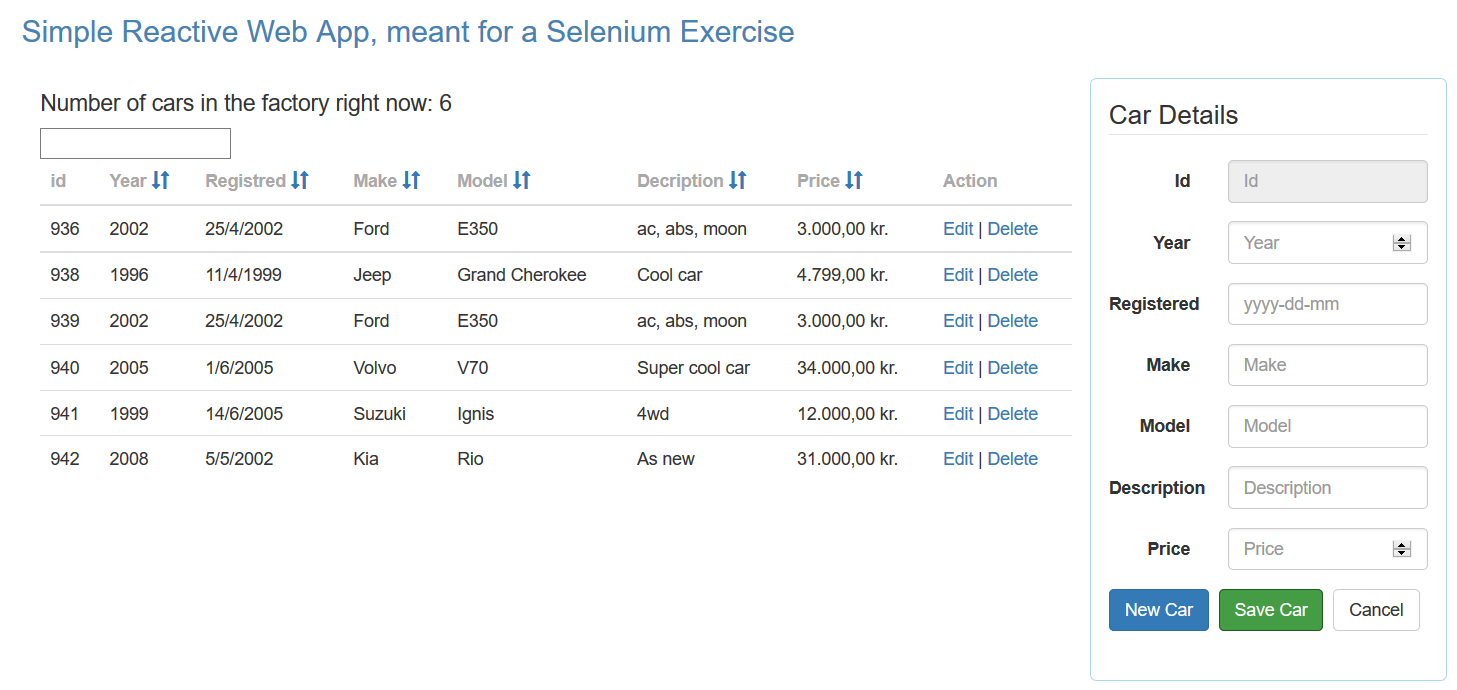 Simple Reactive Web App, meant for a Selenium Exercise
Number of cars in the factory right now: 6
id Year Registred Make Model Decription Price Action
936 2002 25/4/2002 Ford E350 ac, abs, moon 3.000,00 kr. Edit | Delete
938 1996 11/4/1999 Jeep Grand Cherokee Cool car 4.799,00 kr. Edit | Delete
939 2002 25/4/2002 Ford E350 ac, abs, moon 3.000,00 kr. Edit | Delete
940 2005 1/6/2005 Volvo V70 Super cool car 34.000,00 kr. Edit | Delete
941 1999 14/6/2005 Suzuki Ignis 4wd 12.000,00 kr. Edit | Delete
942 2008 5/5/2002 Kia Rio As new 31.000,00 kr. Edit | Delete
Car Details
Id Id
Year Year
Registered yyyy-dd-mm
Make Make
Model Model
Description Description
Price Price
New Car Save Car Cancel